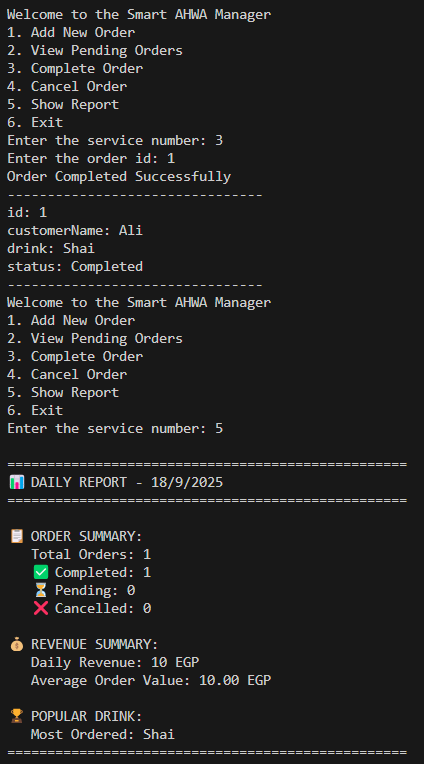 Welcome to the Smart AHWA Manager
1. Add New Order
2. View Pending Orders
3. Complete Order
4. Cancel Order
5. Show Report
6. Exit
Enter the service number: 3
Enter the order id: 1
Order Completed Successfully
--------------------------------
id: 1
customerName: Ali
drink: Shai
status: Completed
--------------------------------
Welcome to the Smart AHWA Manager
1. Add New Order
2. View Pending Orders
3. Complete Order
4. Cancel Order
5. Show Report
6. Exit
Enter the service number: 5
==================================================
📊 DAILY REPORT - 18/9/2025
==================================================
📋 ORDER SUMMARY:
Total Orders: 1
✅ Completed: 1
⏳ Pending: 0
❌ Cancelled: 0
💰 REVENUE SUMMARY:
Daily Revenue: 10 EGP
Average Order Value: 10.00 EGP
🏆 POPULAR DRINK:
Most Ordered: Shai
==================================================